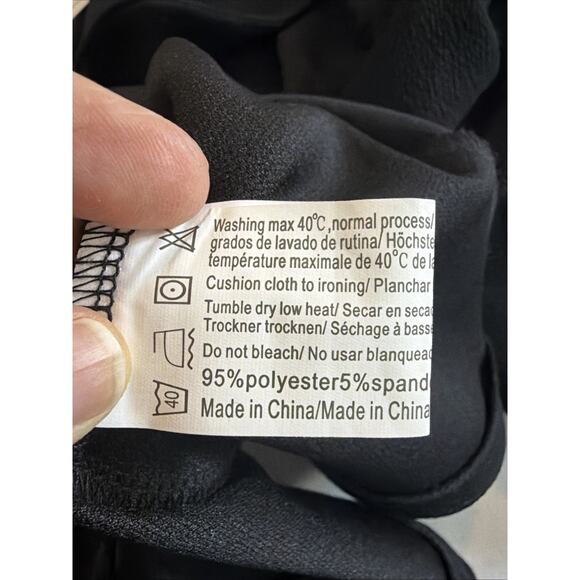 Washing max 40℃,normal process/
grados de lavado de rutina/ Höchste
température maximale de 40℃ de la
Cushion cloth to ironing/ Planchar
Tumble dry low heat/ Secar en seca
Trockner trocknen/ Séchage à basse
Do not bleach/ No usar blanquead
95%polyester5%spand
40
Made in China/Made in China